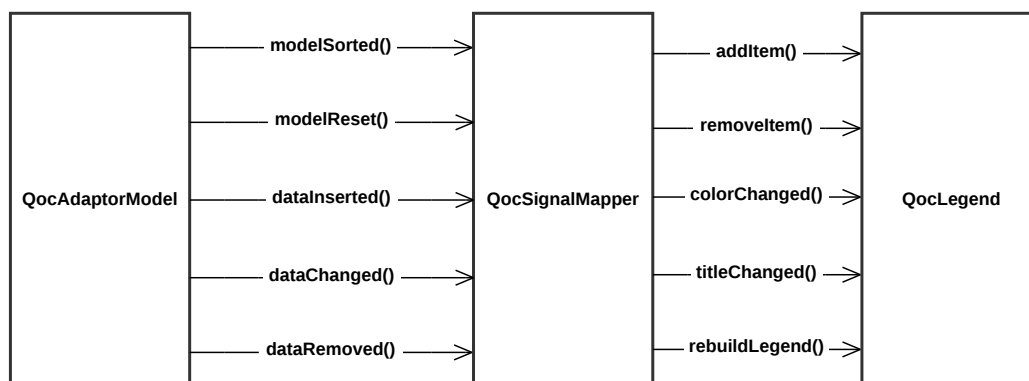 QocAdaptorModel
modelSorted()
modelReset()
dataInserted()
dataChanged()
dataRemoved()
QocSignalMapper
addItem()
removeItem()
colorChanged()
titleChanged()
rebuildLegend()
QocLegend